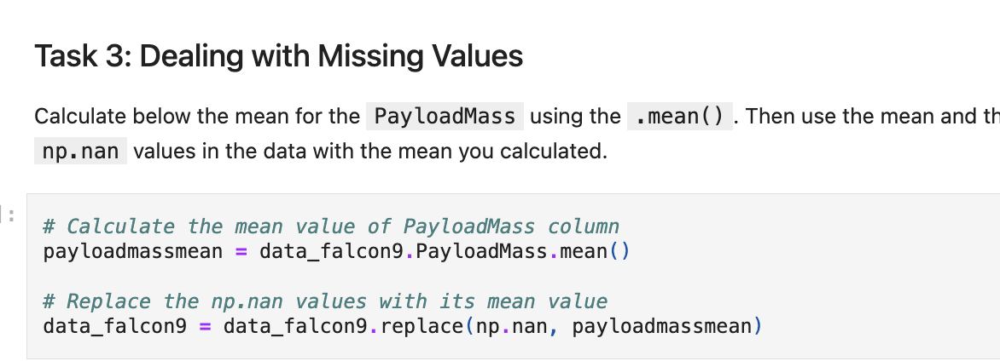 Task 3: Dealing with Missing Values
Calculate below the mean for the PayloadMass using the .mean(). Then use the mean and
np.nan values in the data with the mean you calculated.
]:
# Calculate the mean value of PayloadMass column
payloadmassmean = data_falcon9.PayloadMass.mean()
# Replace the np.nan values with its mean value
data_falcon9 = data_falcon9.replace(np.nan, payloadmassmean)